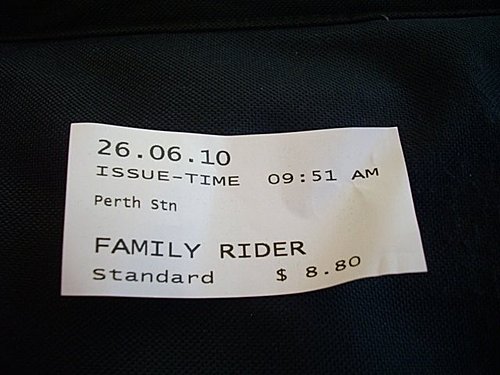 26.06.10
ISSUE-TIME 09:51 AM
Perth Stn
FAMILY RIDER
Standard $ 8.80